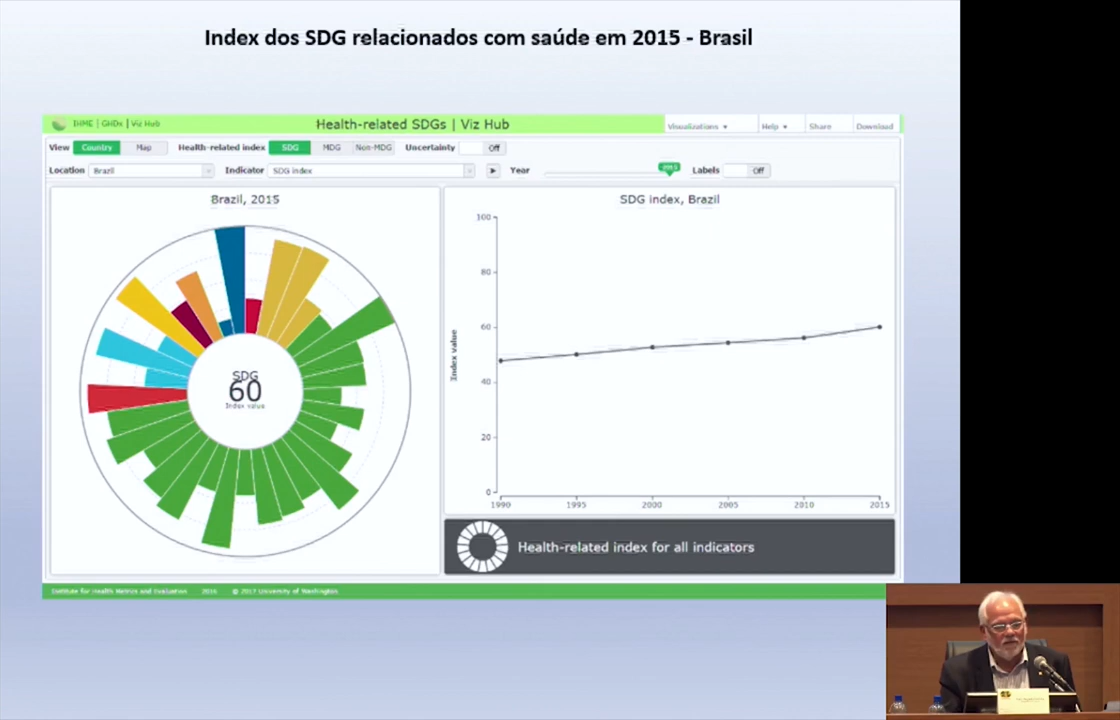 Index dos SDG relacionados com saúde em 2015 - Brasil
IHME | GHDx | Viz Hub
Health-related SDGs | Viz Hub
Visualizations
Help
Share
Download
View
Country
Map
Health-related index
SDG
MDG
Non-MDG
Uncertainty
Off
Location
Brazil
Indicator
SDG index
Year
Labels
Off
Brazil, 2015
SDG
60
Index value
SDG index, Brazil
100
80
60
40
20
0
Index value
1990
1995
2000
2005
2010
2015
Health-related index for all indicators
Institute for Health Metrics and Evaluation
2016
© 2017 University of Washington